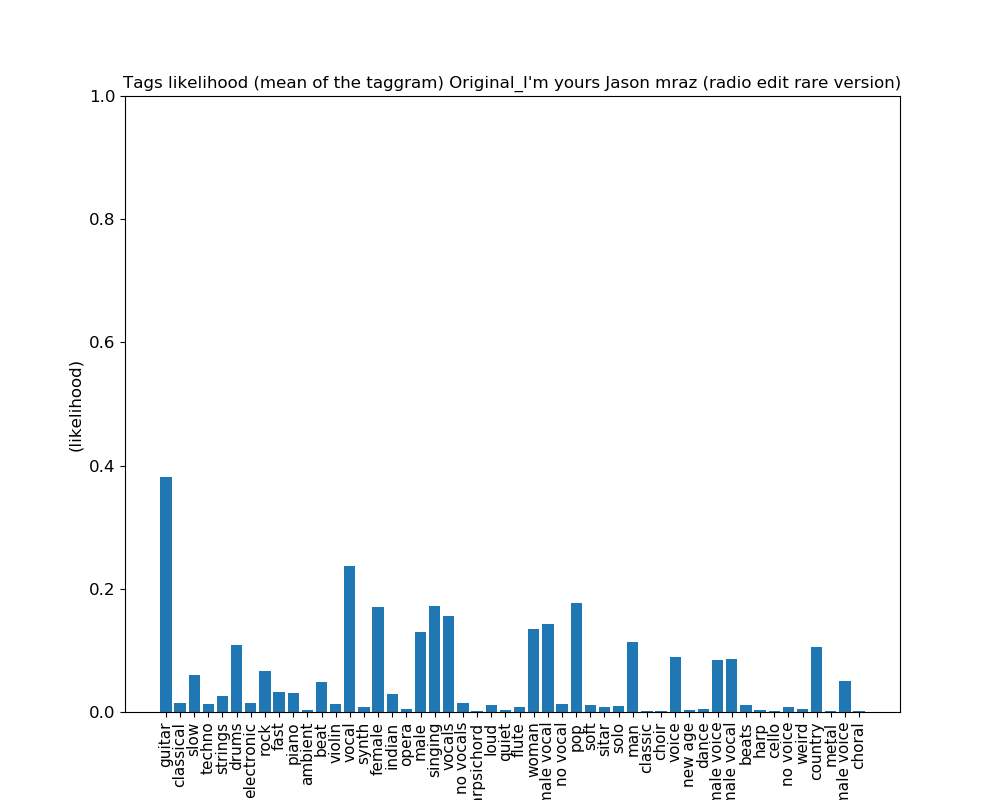 Tags likelihood (mean of the taggram) Original_I'm yours Jason mraz (radio edit rare version)
1.0
0.8
0.6
0.4
0.2
0.0
(likelihood)
guitar
classical
slow
techno
strings
drums
electronic
rock
fast
piano
ambient
beat
violin
vocal
synth
female
indian
opera
male
singing
vocals
no vocals
arpsichord
loud
quiet
flute
woman
male vocal
no vocal
pop
soft
sitar
solo
man
classic
choir
voice
new age
dance
male voice
male vocal
beats
harp
cello
no voice
weird
country
metal
male voice
choral